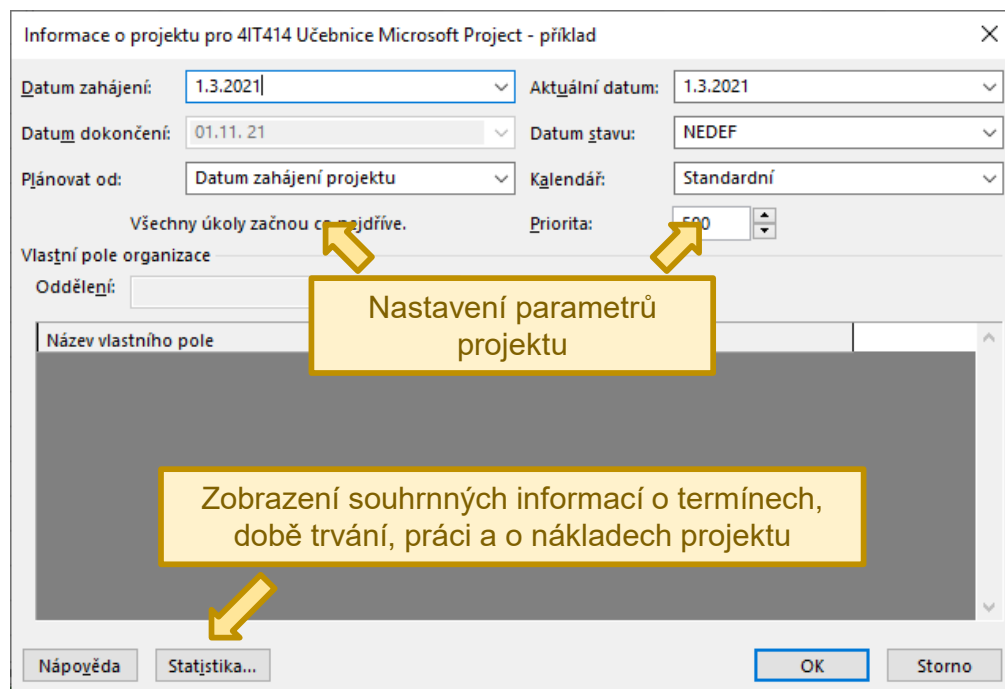 Informace o projektu pro 4IT414 Učebnice Microsoft Project - příklad
Datum zahájení: 1.3.2021 Aktuální datum: 1.3.2021
Datum dokončení: 01.11. 21 Datum stavu: NEDEF
Plánovat od: Datum zahájení projektu Kalendář: Standardní
Všechny úkoly začnou co nejdříve. Priorita: 500
Vlastní pole organizace
Oddělení:
Nastavení parametrů
projektu
Název vlastního pole
Zobrazení souhrnných informací o termínech,
době trvání, práci a o nákladech projektu
Nápověda Statistika... OK Storno